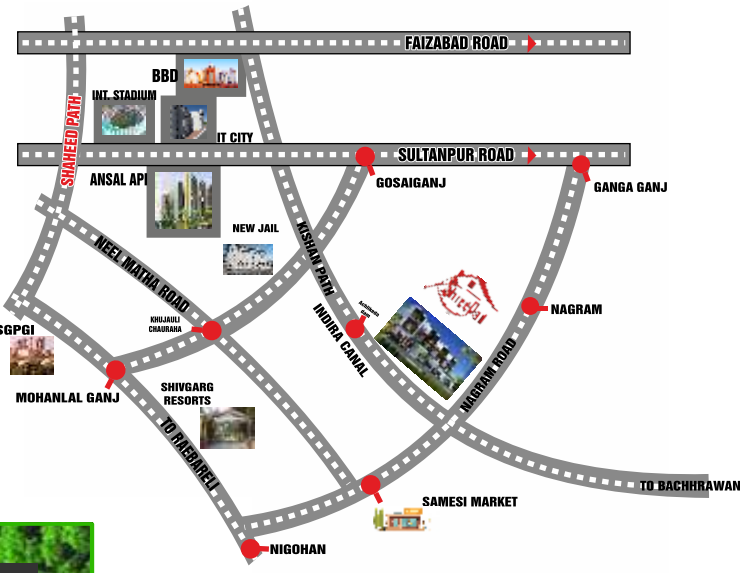 FAIZABAD ROAD
BBD
INT. STADIUM
SHAHEED PATH
IT CITY
SULTANPUR ROAD
ANSAL API
GOSAIGANJ
GANGA GANJ
NEW JAIL
KISHAN PATH
NEEL MATHA ROAD
KHUJAULI
CHAURAHA
INDIRA CANAL
NAGRAM
SGPGI
NAGRAM ROAD
MOHANLAL GANJ
SHIVGARG
RESORTS
TO RAEBARELI
TO BACHHRAWAN
SAMESI MARKET
NIGOHAN